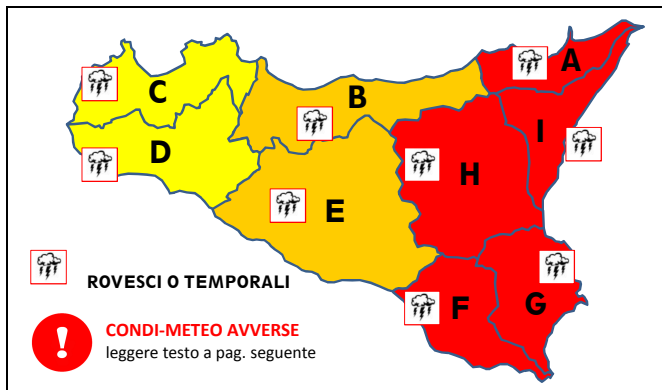 A
C
B
I
D
H
E
F
G
ROVESCI O TEMPORALI
!
CONDI-METEO AVVERSE
leggere testo a pag. seguente